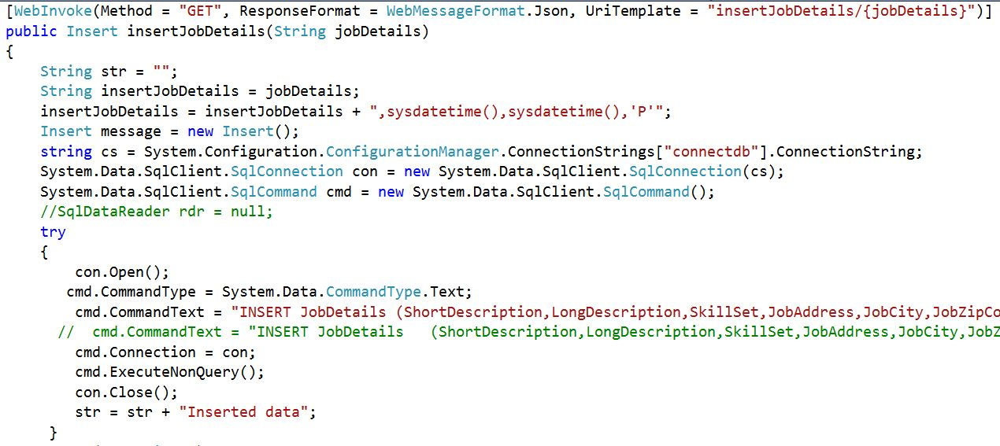 [WebInvoke(Method = "GET", ResponseFormat = WebMessageFormat.Json, UriTemplate = "insertJobDetails/{jobDetails}")]
public Insert insertJobDetails(String jobDetails)
{
String str = "";
String insertJobDetails = jobDetails;
insertJobDetails = insertJobDetails + ",sysdatetime(),sysdatetime(),'P'";
Insert message = new Insert();
string cs = System.Configuration.ConfigurationManager.ConnectionStrings["connectdb"].ConnectionString;
System.Data.SqlClient.SqlConnection con = new System.Data.SqlClient.SqlConnection(cs);
System.Data.SqlClient.SqlCommand cmd = new System.Data.SqlClient.SqlCommand();
//SqlDataReader rdr = null;
try
{
con.Open();
cmd.CommandType = System.Data.CommandType.Text;
cmd.CommandText = "INSERT JobDetails (ShortDescription,LongDescription,SkillSet,JobAddress,JobCity,JobZipCo
// cmd.CommandText = "INSERT JobDetails (ShortDescription,LongDescription,SkillSet,JobAddress,JobCity,JobZ
cmd.Connection = con;
cmd.ExecuteNonQuery();
con.Close();
str = str + "Inserted data";
}